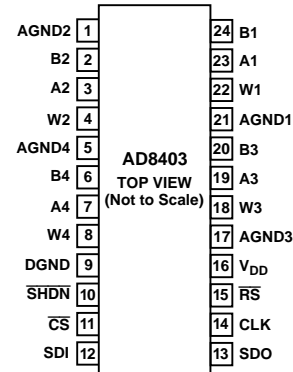 AGND2 1 24 B1
B2 2 23 A1
A2 3 22 W1
W2 4 21 AGND1
AGND4 5 20 B3
B4 6 19 A3
A4 7 18 W3
W4 8 17 AGND3
DGND 9 16 VDD
SHDN 10 15 RS
CS 11 14 CLK
SDI 12 13 SDO
AD8403
TOP VIEW
(Not to Scale)